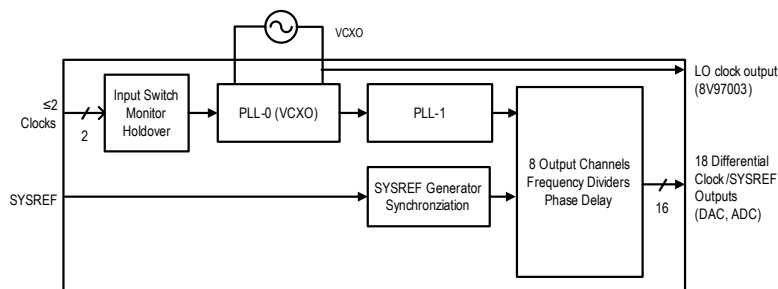 VCXO
LO clock output
(8V97003)
≤2
Clocks
2
Input Switch
Monitor
Holdover
PLL-0 (VCXO)
PLL-1
8 Output Channels
Frequency Dividers
Phase Delay
16
18 Differential
Clock/SYSREF
Outputs
(DAC, ADC)
SYSREF
SYSREF Generator
Synchronziation